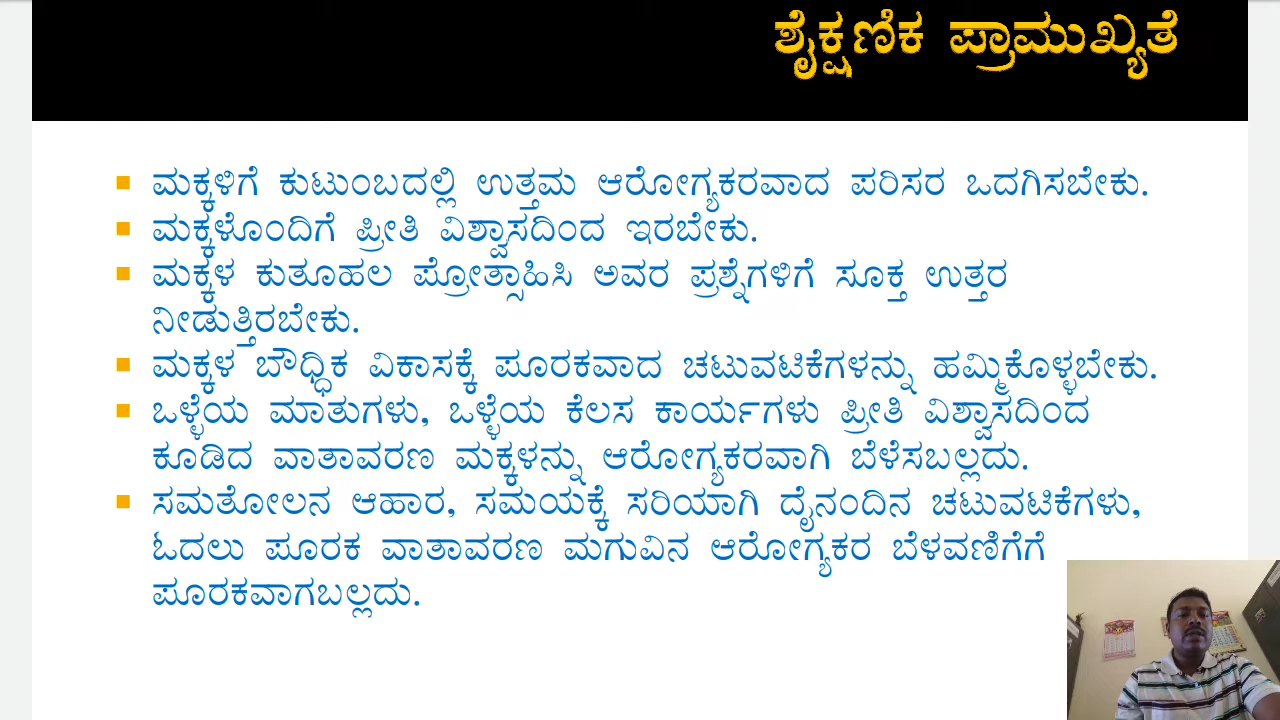 ಶೈಕ್ಷಣಿಕ ಪ್ರಾಮುಖ್ಯತೆ
ಮಕ್ಕಳಿಗೆ ಕುಟುಂಬದಲ್ಲಿ ಉತ್ತಮ ಆರೋಗ್ಯಕರವಾದ ಪರಿಸರ ಒದಗಿಸಬೇಕು.
ಮಕ್ಕಳೊಂದಿಗೆ ಪ್ರೀತಿ ವಿಶ್ವಾಸದಿಂದ ಇರಬೇಕು.
ಮಕ್ಕಳ ಕುತೂಹಲ ಪ್ರೋತ್ಸಾಹಿಸಿ ಅವರ ಪ್ರಶ್ನೆಗಳಿಗೆ ಸೂಕ್ತ ಉತ್ತರ
ನೀಡುತ್ತಿರಬೇಕು.
ಮಕ್ಕಳ ಬೌದ್ಧಿಕ ವಿಕಾಸಕ್ಕೆ ಪೂರಕವಾದ ಚಟುವಟಿಕೆಗಳನ್ನು ಹಮ್ಮಿಕೊಳ್ಳಬೇಕು.
ಒಳ್ಳೆಯ ಮಾತುಗಳು, ಒಳ್ಳೆಯ ಕೆಲಸ ಕಾರ್ಯಗಳು ಪ್ರೀತಿ ವಿಶ್ವಾಸದಿಂದ
ಕೂಡಿದ ವಾತಾವರಣ ಮಕ್ಕಳನ್ನು ಆರೋಗ್ಯಕರವಾಗಿ ಬೆಳೆಸಬಲ್ಲದು.
ಸಮತೋಲನ ಆಹಾರ, ಸಮಯಕ್ಕೆ ಸರಿಯಾಗಿ ದೈನಂದಿನ ಚಟುವಟಿಕೆಗಳು,
ಓದಲು ಪೂರಕ ವಾತಾವರಣ ಮಗುವಿನ ಆರೋಗ್ಯಕರ ಬೆಳವಣಿಗೆಗೆ
ಪೂರಕವಾಗಬಲ್ಲದು.